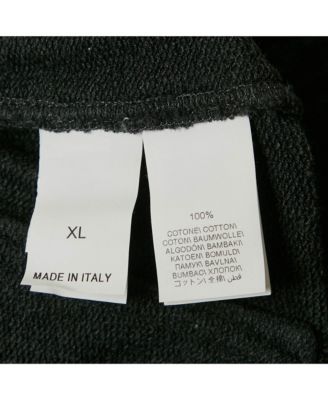 XL
MADE IN ITALY
100%
COTONE\ COTTON\
COTON\ BAUMWOLLE\
ALGODÓN\ BAMBAKI\
KATOEN\ BOMULD\
ПАМУК\ BAVLNA\
BUMBAC\ ХЛОПОК\
コットン\ 全棉\ قطن